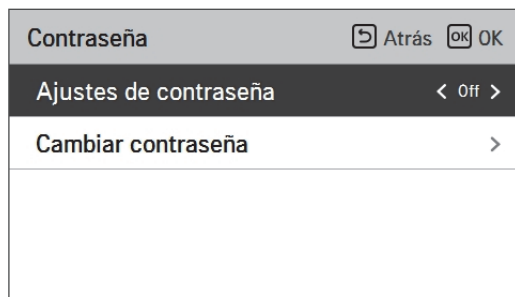 Contraseña Atrás OK OK
Ajustes de contraseña < Off >
Cambiar contraseña >